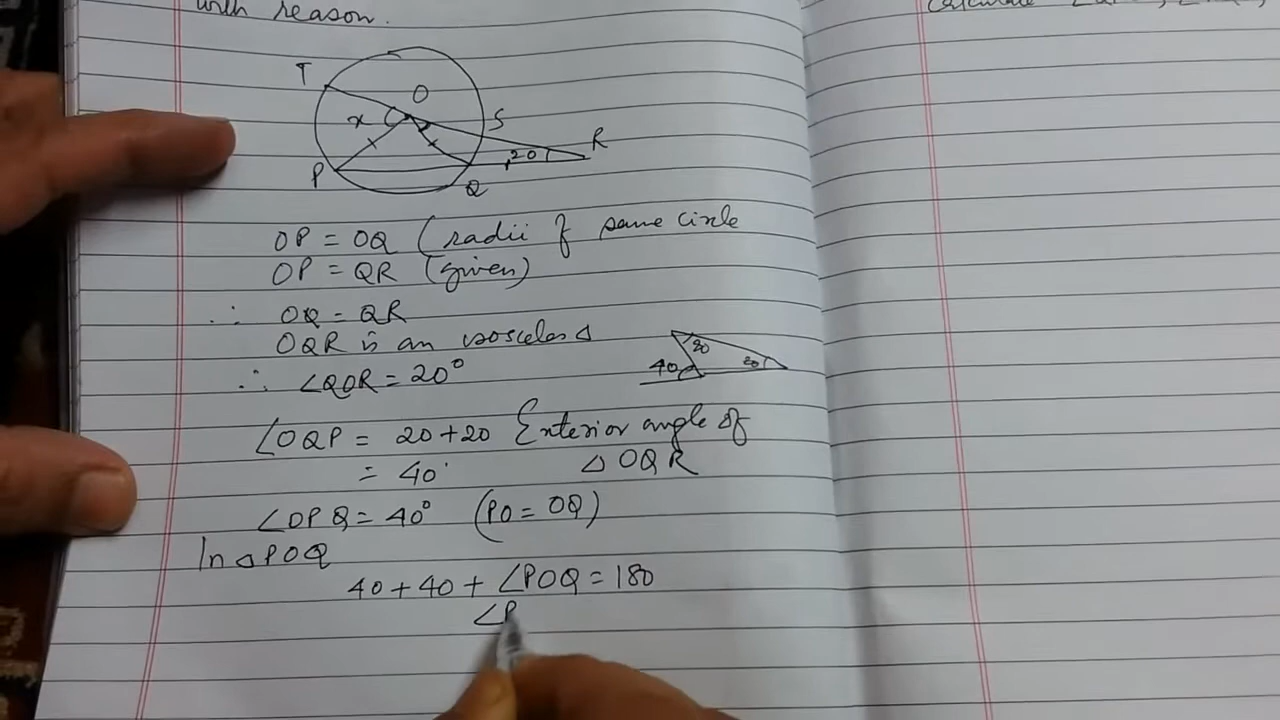 with reason.
T
O
x
S
R
20
P
Q
OP = OQ (radii of same circle
OP = QR (given)
∴ OQ = QR
OQR is an isosceles Δ
∴ ∠QOR = 20°
20
40
20
∠OQP = 20+20 Exterior angle of
= 40° Δ OQR
∠OPQ = 40° (PO = OQ)
In Δ POQ
40 + 40 + ∠POQ = 180
∠P
Calculate